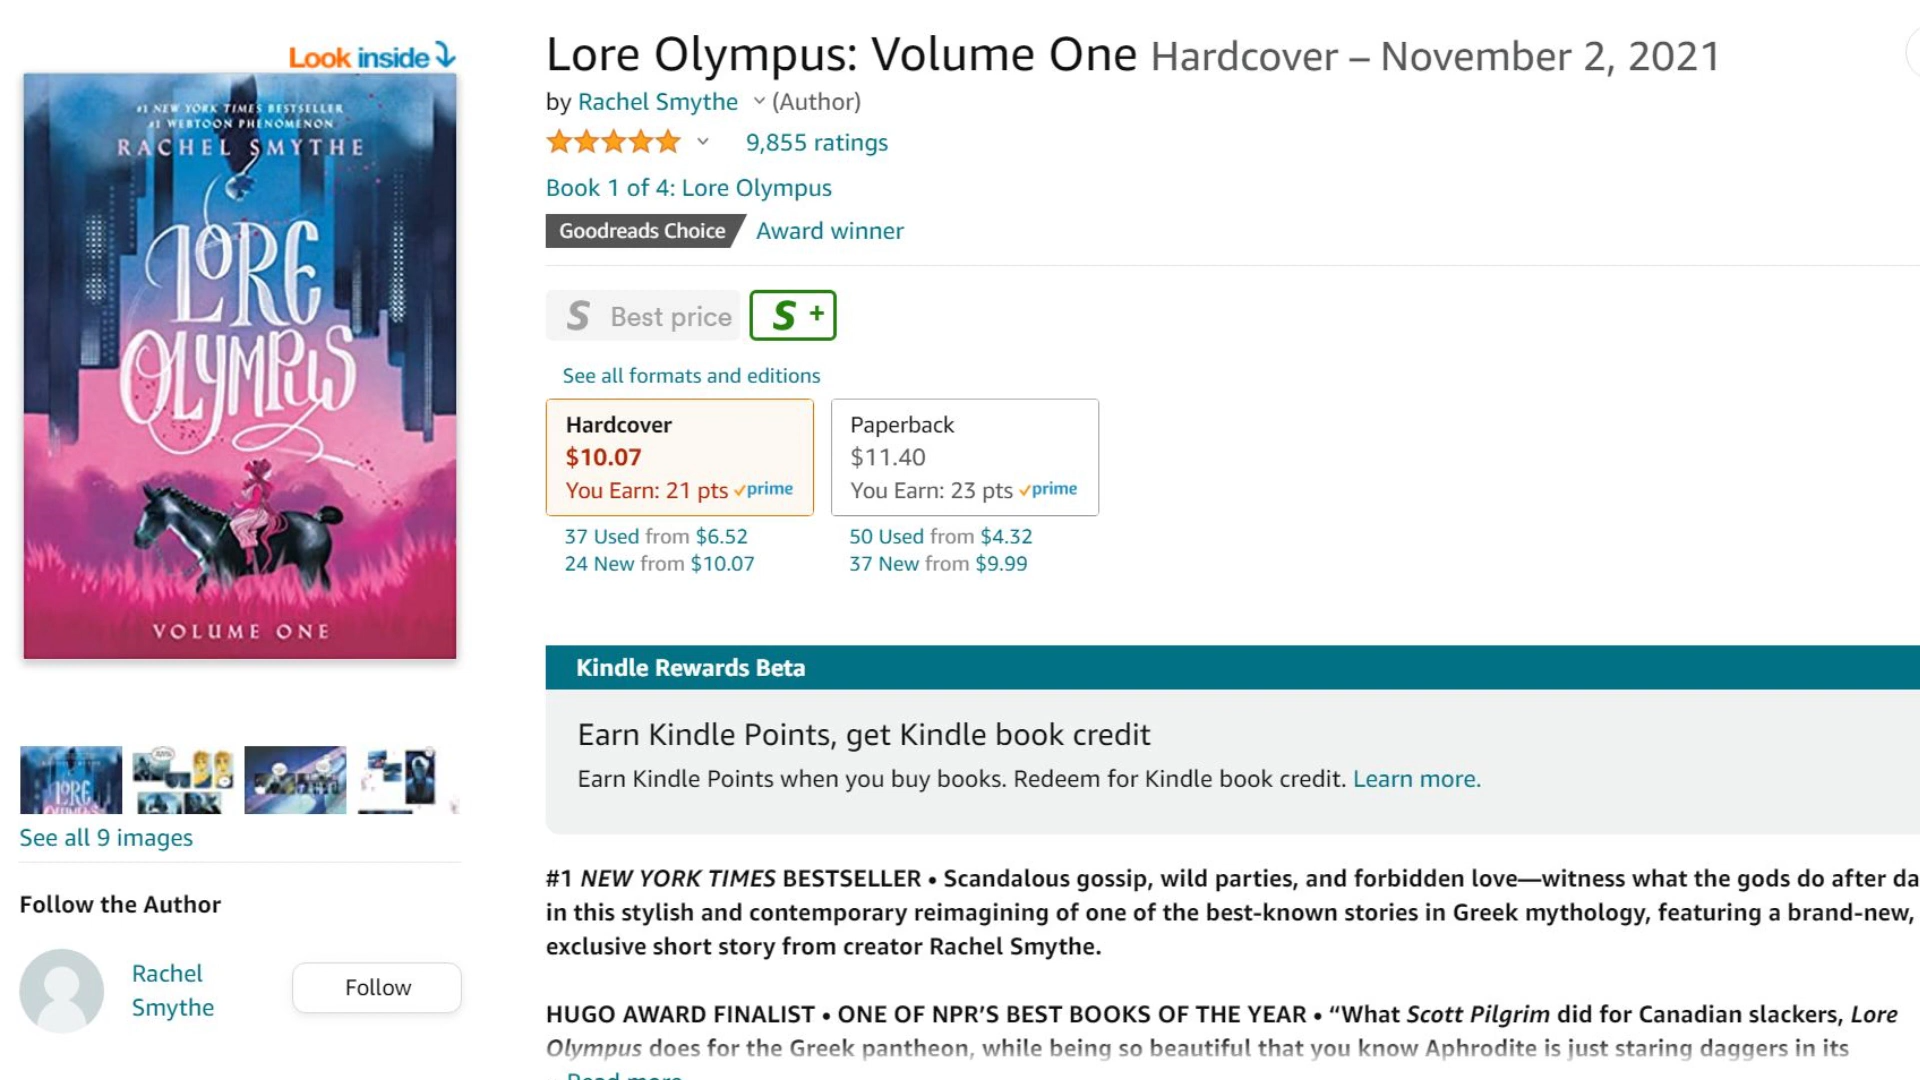 Look inside
#1 NEW YORK TIMES BESTSELLER
#1 WEBTOON PHENOMENON
RACHEL SMYTHE
LORE
OLYMPUS
VOLUME ONE
See all 9 images
Follow the Author
Rachel
Smythe
Follow
Lore Olympus: Volume One Hardcover – November 2, 2021
by Rachel Smythe (Author)
9,855 ratings
Book 1 of 4: Lore Olympus
Goodreads Choice Award winner
S Best price S +
See all formats and editions
Hardcover
$10.07
You Earn: 21 pts prime
37 Used from $6.52
24 New from $10.07
Paperback
$11.40
You Earn: 23 pts prime
50 Used from $4.32
37 New from $9.99
Kindle Rewards Beta
Earn Kindle Points, get Kindle book credit
Earn Kindle Points when you buy books. Redeem for Kindle book credit. Learn more.
#1 NEW YORK TIMES BESTSELLER • Scandalous gossip, wild parties, and forbidden love—witness what the gods do after da
in this stylish and contemporary reimagining of one of the best-known stories in Greek mythology, featuring a brand-new,
exclusive short story from creator Rachel Smythe.
HUGO AWARD FINALIST • ONE OF NPR’S BEST BOOKS OF THE YEAR • “What Scott Pilgrim did for Canadian slackers, Lore
Olympus does for the Greek pantheon, while being so beautiful that you know Aphrodite is just staring daggers in its
Read more